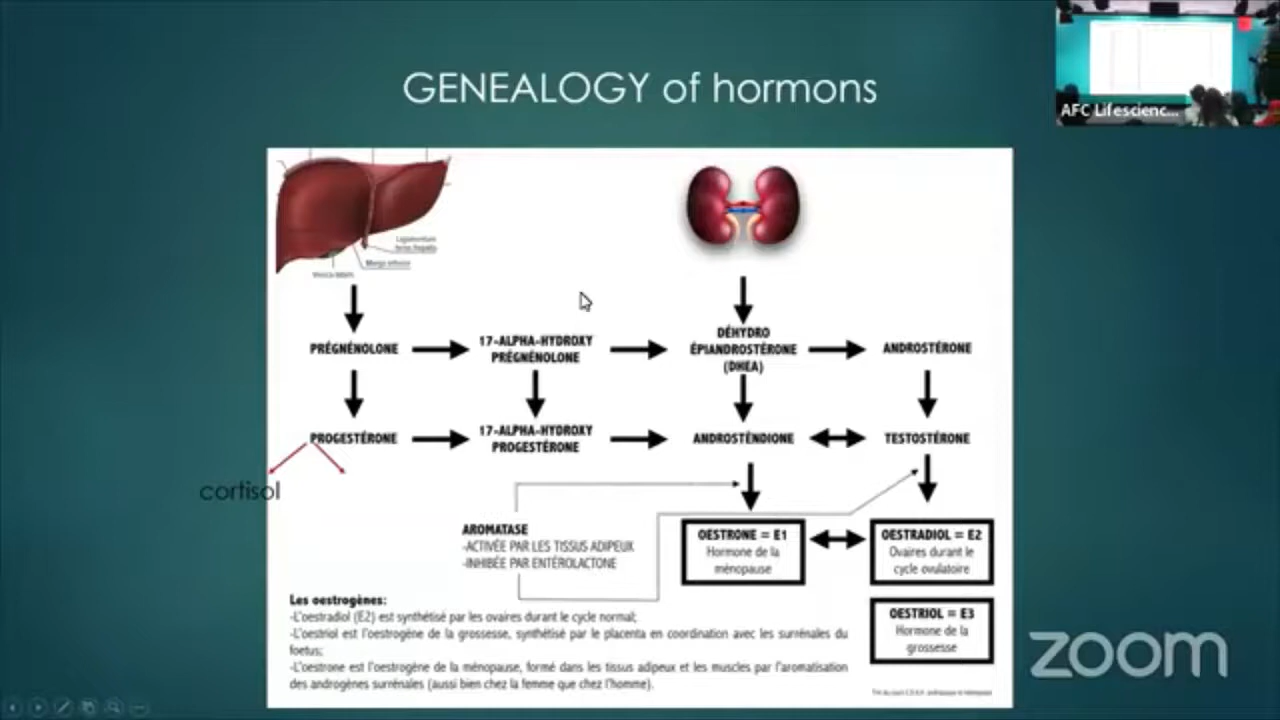 GENEALOGY of hormons
AFC Lifescienc...
Ligamentum
teres hepatis
Margo inferior
PRÉGNÉNOLONE
17-ALPHA-HYDROXY
PRÉGNÉNOLONE
DÉHYDRO
ÉPIANDROSTÉRONE
(DHEA)
ANDROSTÉRONE
PROGESTÉRONE
17-ALPHA-HYDROXY
PROGESTÉRONE
ANDROSTÉNDIONE
TESTOSTÉRONE
cortisol
AROMATASE
-ACTIVÉE PAR LES TISSUS ADIPEUX
-INHIBÉE PAR ENTÉROLACTONE
OESTRONE = E1
Hormone de la
ménopause
OESTRADIOL = E2
Ovaires durant le
cycle ovulatoire
OESTRIOL = E3
Hormone de la
grossesse
Les oestrogènes:
-L'oestradiol (E2) est synthétisé par les ovaires durant le cycle normal;
-L'oestriol est l'oestrogène de la grossesse, synthétisé par le placenta en coordination avec les surrénales du
foetus;
-L'oestrone est l'oestrogène de la ménopause, formé dans les tissus adipeux et les muscles par l'aromatisation
des androgènes surrénales (aussi bien chez la femme que chez l'homme).
zoom